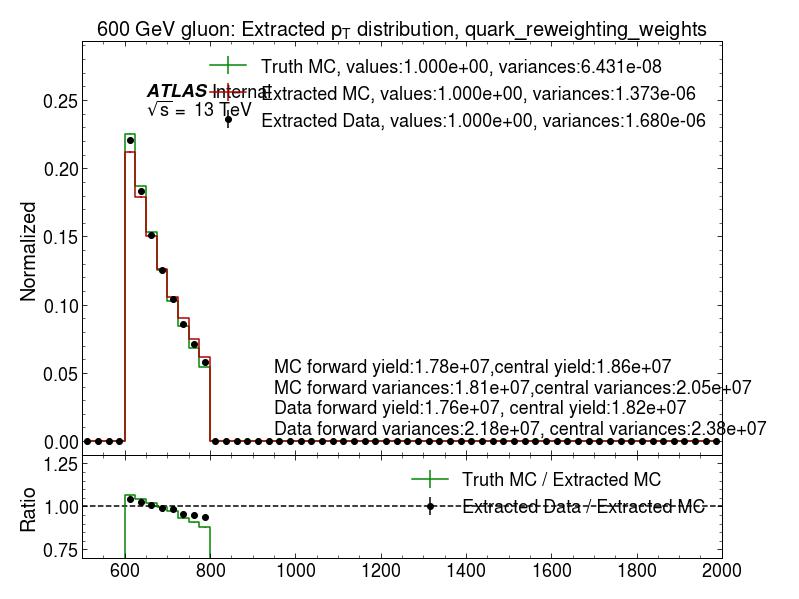 600 GeV gluon: Extracted pT distribution, quark_reweighting_weights
Truth MC, values:1.000e+00, variances:6.431e-08
ATLAS Internal
Extracted MC, values:1.000e+00, variances:1.373e-06
√s = 13 TeV
Extracted Data, values:1.000e+00, variances:1.680e-06
Normalized
0.25
0.20
0.15
0.10
0.05
0.00
MC forward yield:1.78e+07,central yield:1.86e+07
MC forward variances:1.81e+07,central variances:2.05e+07
Data forward yield:1.76e+07, central yield:1.82e+07
Data forward variances:2.18e+07, central variances:2.38e+07
Ratio
1.25
1.00
0.75
Truth MC / Extracted MC
Extracted Data / Extracted MC
600 800 1000 1200 1400 1600 1800 2000